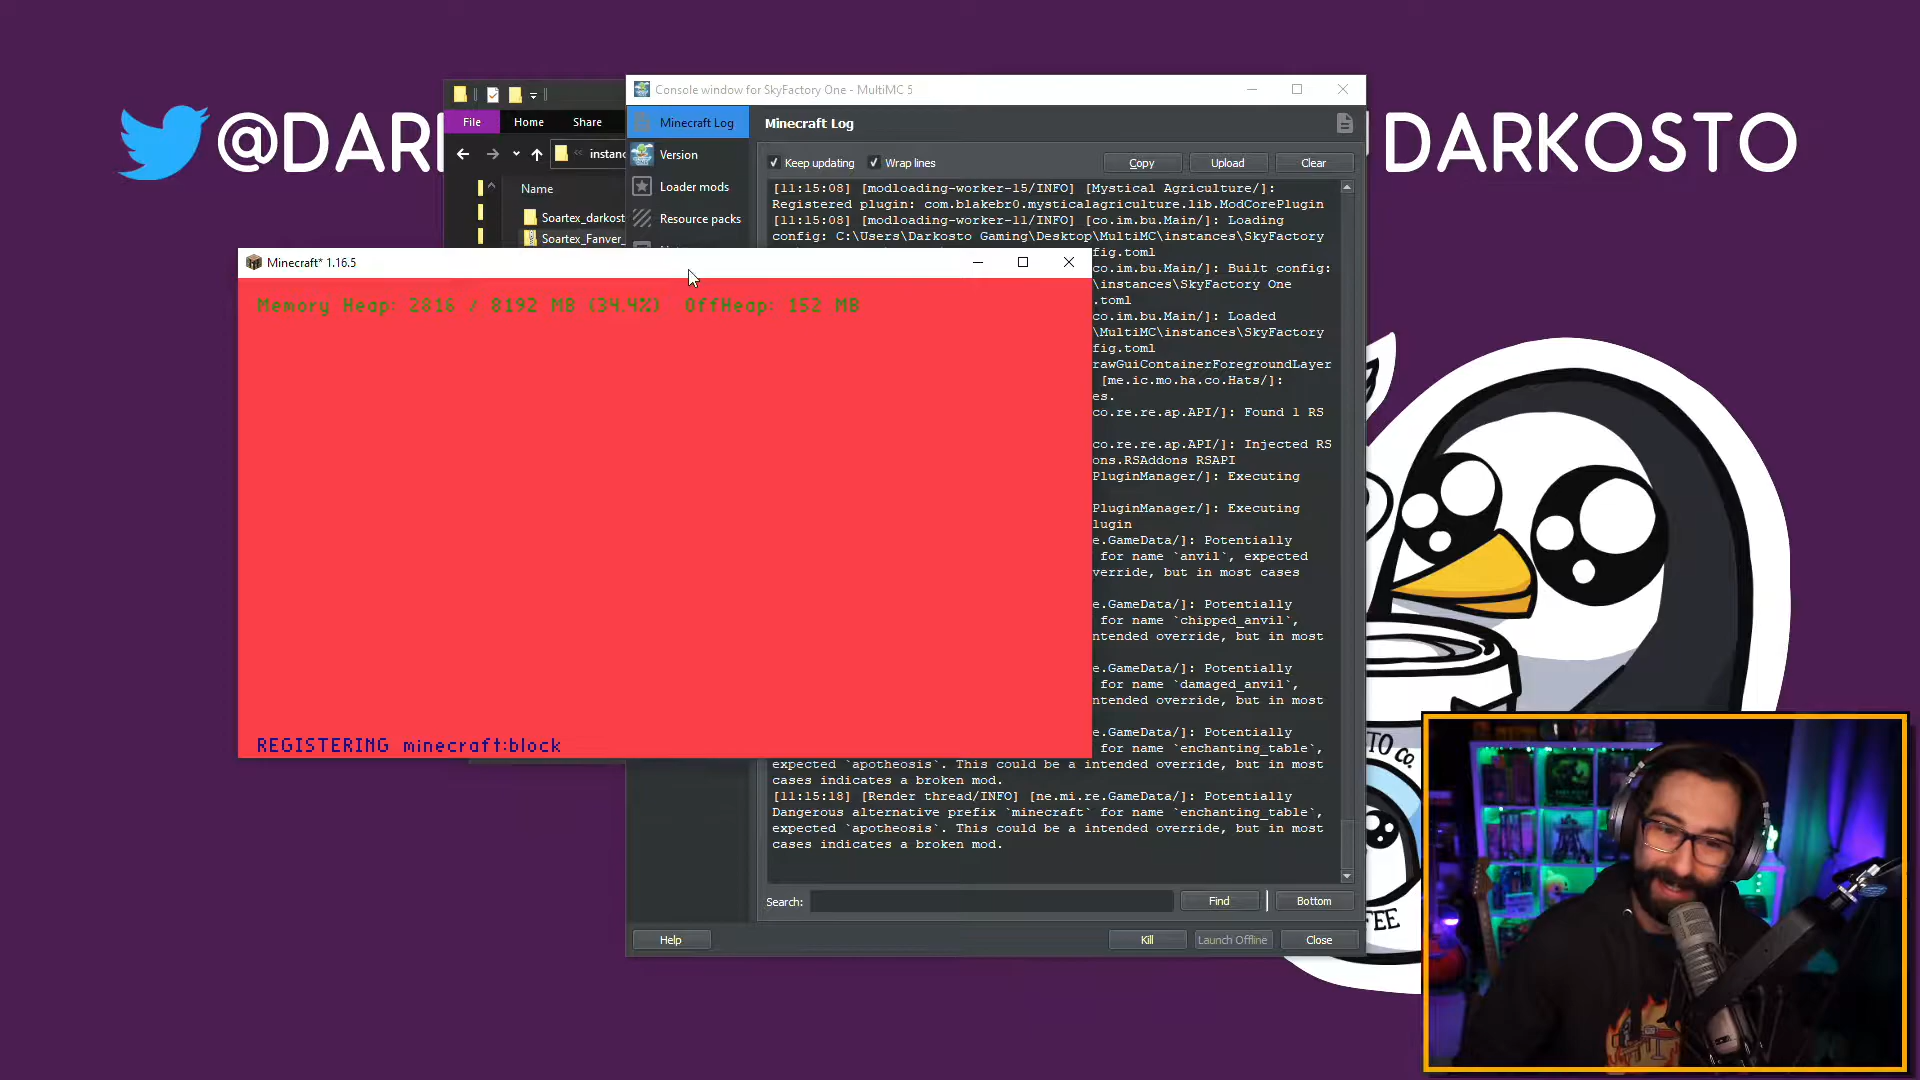 @DARK
DARKOSTO
Console window for SkyFactory One - MultiMC 5
File
Home
Share
instanc
Name
Soartex_darkost
Soartex_Fanver_
Minecraft Log
Version
Loader mods
Resource packs
Minecraft Log
Keep updating
Wrap lines
Copy
Upload
Clear
[11:15:08] [modloading-worker-15/INFO] [Mystical Agriculture/]:
Registered plugin: com.blakebr0.mysticalagriculture.lib.ModCorePlugin
[11:15:08] [modloading-worker-11/INFO] [co.im.bu.Main/]: Loading
config: C:\Users\Darkosto Gaming\Desktop\MultiMC\instances\SkyFactory
fig.toml
co.im.bu.Main/]: Built config:
\instances\SkyFactory One
.toml
co.im.bu.Main/]: Loaded
\MultiMC\instances\SkyFactory
fig.toml
rawGuiContainerForegroundLayer
[me.ic.mo.ha.co.Hats/]:
es.
co.re.re.ap.API/]: Found 1 RS
co.re.re.ap.API/]: Injected RS
ons.RSAddons RSAPI
PluginManager/]: Executing
PluginManager/]: Executing
lugin
e.GameData/]: Potentially
for name `anvil`, expected
verride, but in most cases
e.GameData/]: Potentially
for name `chipped_anvil`,
ntended override, but in most
e.GameData/]: Potentially
for name `damaged_anvil`,
ntended override, but in most
e.GameData/]: Potentially
for name `enchanting_table`,
expected `apotheosis`. This could be a intended override, but in most
cases indicates a broken mod.
[11:15:18] [Render thread/INFO] [ne.mi.re.GameData/]: Potentially
Dangerous alternative prefix `minecraft` for name `enchanting_table`,
expected `apotheosis`. This could be a intended override, but in most
cases indicates a broken mod.
Search:
Find
Bottom
Help
Kill
Launch Offline
Close
Minecraft* 1.16.5
Memory Heap: 2816 / 8192 MB (34.4%) OffHeap: 152 MB
REGISTERING minecraft:block
TO CO.
FEE